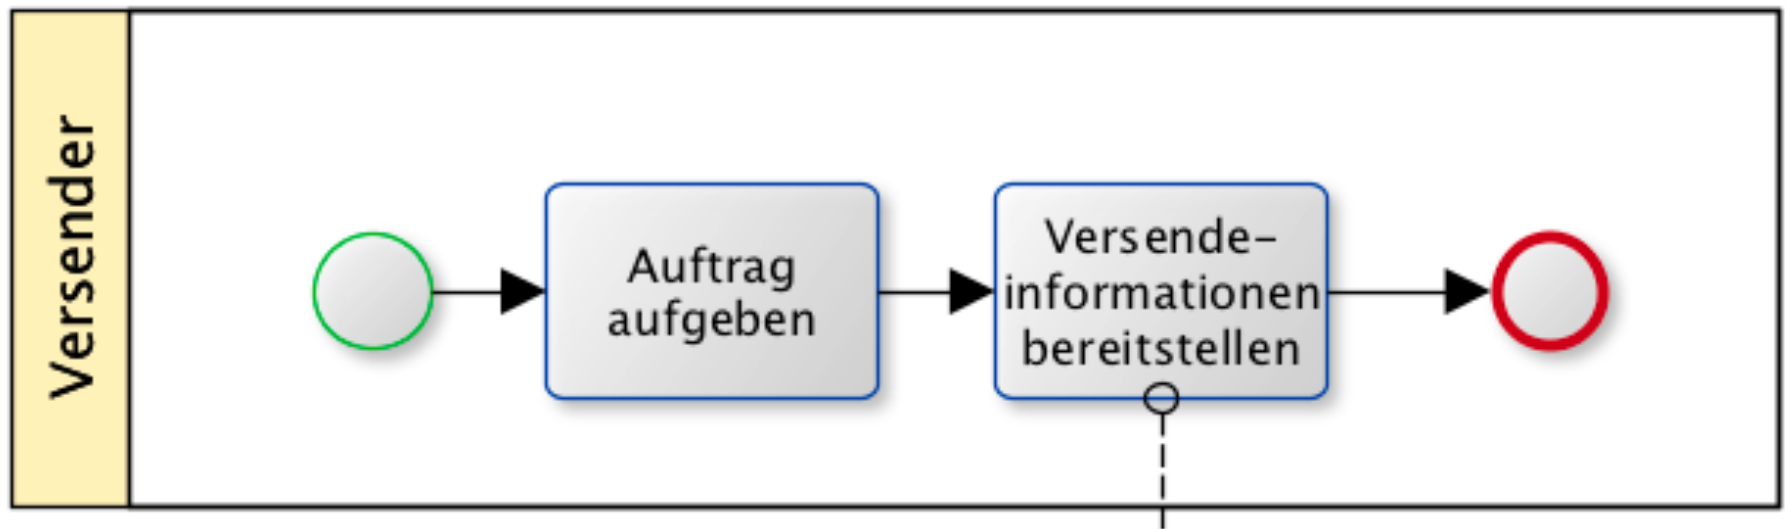 Versender
Auftrag
aufgeben
Versende-
informationen
bereitstellen